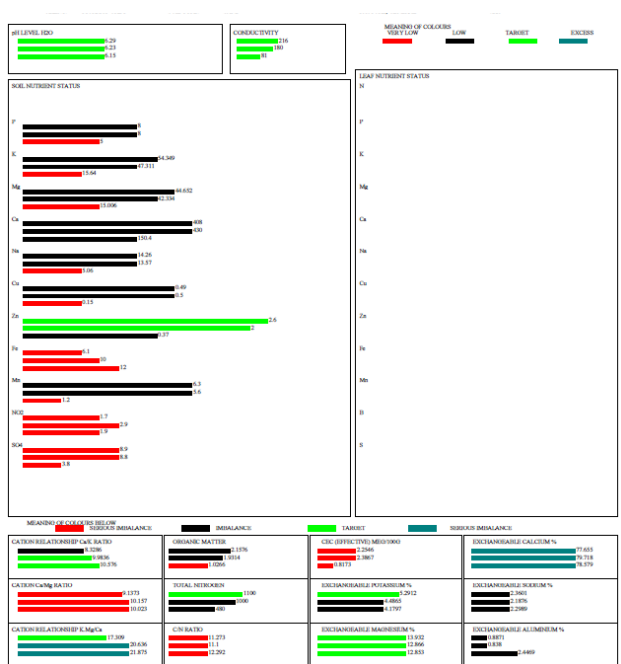 pH LEVEL H2O
6.29
6.23
6.15
CONDUCTIVITY
216
180
81
MEANING OF COLOURS
VERY LOW LOW TARGET EXCESS
SOIL NUTRIENT STATUS
P
8
8
5
K
54.349
47.311
15.64
Mg
44.652
42.334
15.006
Ca
408
430
150.4
Na
14.26
13.57
5.06
Cu
0.49
0.5
0.15
Zn
2.6
2
0.37
Fe
6.1
10
12
Mn
6.3
5.6
1.2
NO2
1.7
2.9
1.9
SO4
8.9
8.8
3.8
LEAF NUTRIENT STATUS
N
P
K
Mg
Ca
Na
Cu
Zn
Fe
Mn
B
S
MEANING OF COLOURS BELOW
SERIOUS IMBALANCE IMBALANCE TARGET SERIOUS IMBALANCE
CATION RELATIONSHIP Ca/K RATIO
8.3286
9.9836
10.576
ORGANIC MATTER
2.1376
1.9314
1.0266
CEC (EFFECTIVE) MEQ/100G
2.2546
2.3867
0.8173
EXCHANGEABLE CALCIUM %
77.653
79.718
78.579
CATION Ca/Mg RATIO
9.1373
10.157
10.023
TOTAL NITROGEN
1100
1000
480
EXCHANGEABLE POTASSIUM %
5.2912
4.4865
4.1797
EXCHANGEABLE SODIUM %
2.3601
2.1876
2.2989
CATION RELATIONSHIP K.Mg/Ca
17.309
20.636
21.875
C/N RATIO
11.273
11.1
12.292
EXCHANGEABLE MAGNESIUM %
13.932
12.866
12.853
EXCHANGEABLE ALUMINIUM %
0.8871
0.838
2.4469